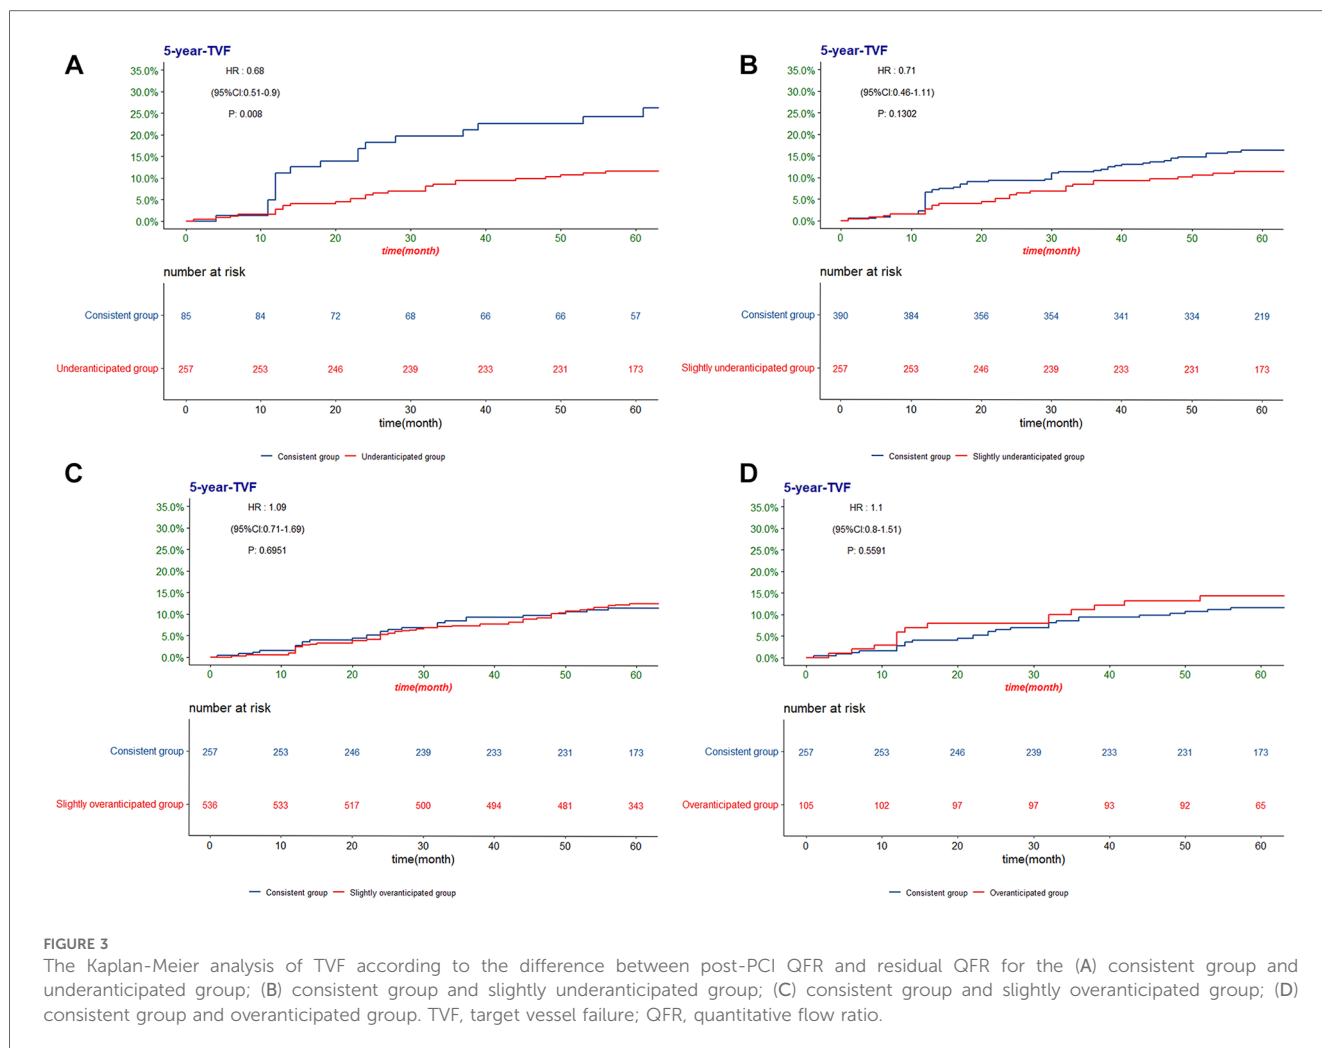 A
5-year-TVF
HR : 0.68
(95%CI:0.51-0.9)
P: 0.008
35.0%
30.0%
25.0%
20.0%
15.0%
10.0%
5.0%
0.0%
0 10 20 30 40 50 60
time(month)
number at risk
Consistent group 85 84 72 68 66 66 57
Underanticipated group 257 253 246 239 233 231 173
0 10 20 30 40 50 60
time(month)
Consistent group Underanticipated group
B
5-year-TVF
HR : 0.71
(95%CI:0.46-1.11)
P: 0.1302
35.0%
30.0%
25.0%
20.0%
15.0%
10.0%
5.0%
0.0%
0 10 20 30 40 50 60
time(month)
number at risk
Consistent group 390 384 356 354 341 334 219
Slightly underanticipated group 257 253 246 239 233 231 173
0 10 20 30 40 50 60
time(month)
Consistent group Slightly underanticipated group
C
5-year-TVF
HR : 1.09
(95%CI:0.71-1.69)
P: 0.6951
35.0%
30.0%
25.0%
20.0%
15.0%
10.0%
5.0%
0.0%
0 10 20 30 40 50 60
time(month)
number at risk
Consistent group 257 253 246 239 233 231 173
Slightly overanticipated group 536 533 517 500 494 481 343
0 10 20 30 40 50 60
time(month)
Consistent group Slightly overanticipated group
D
5-year-TVF
HR : 1.1
(95%CI:0.8-1.51)
P: 0.5591
35.0%
30.0%
25.0%
20.0%
15.0%
10.0%
5.0%
0.0%
0 10 20 30 40 50 60
time(month)
number at risk
Consistent group 257 253 246 239 233 231 173
Overanticipated group 105 102 97 97 93 92 65
0 10 20 30 40 50 60
time(month)
Consistent group Overanticipated group
FIGURE 3
The Kaplan-Meier analysis of TVF according to the difference between post-PCI QFR and residual QFR for the (A) consistent group and
underanticipated group; (B) consistent group and slightly underanticipated group; (C) consistent group and slightly overanticipated group; (D)
consistent group and overanticipated group. TVF, target vessel failure; QFR, quantitative flow ratio.